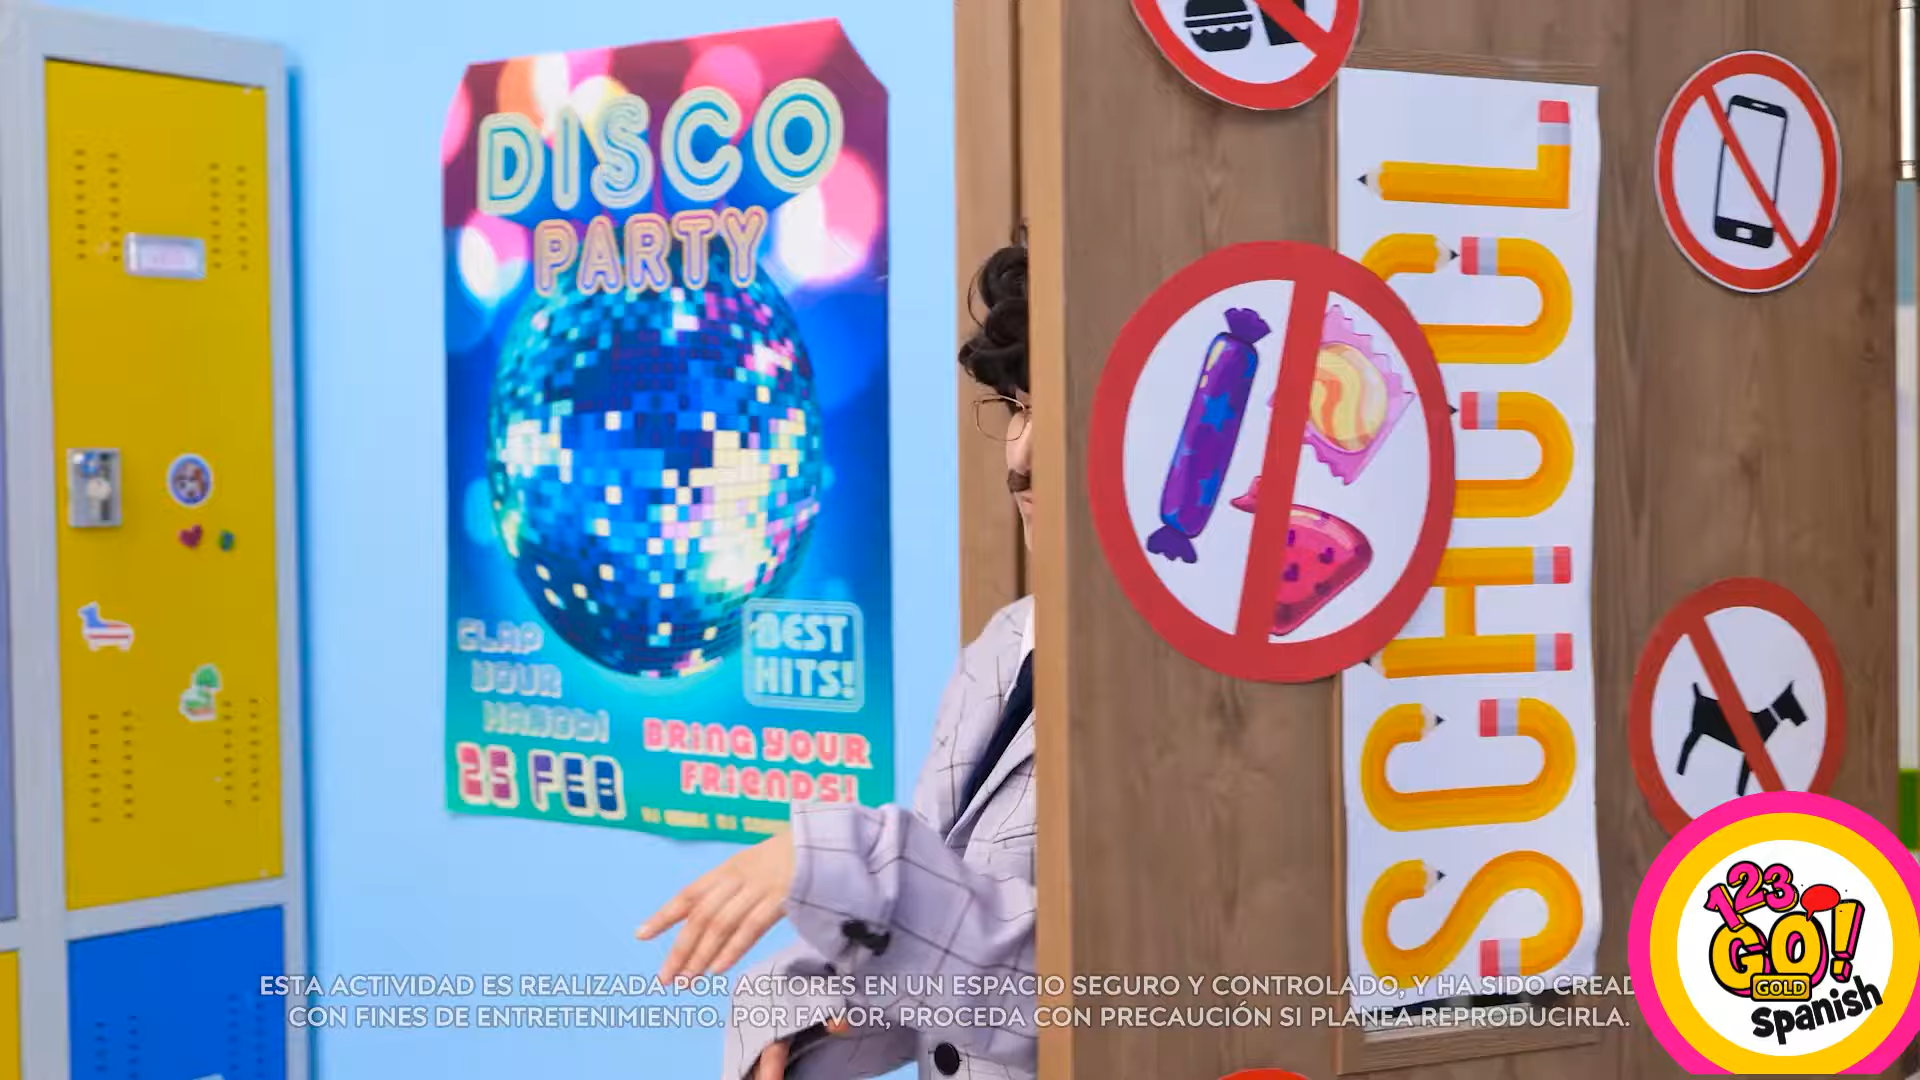 DISCO
PARTY
CLAP
YOUR
HANDS!
25 FEB
BEST
HITS!
BRING YOUR
FRIENDS!
SCHOOL
ESTA ACTIVIDAD ES REALIZADA POR ACTORES EN UN ESPACIO SEGURO Y CONTROLADO, Y HA SIDO CREAD
CON FINES DE ENTRETENIMIENTO. POR FAVOR, PROCEDA CON PRECAUCIÓN SI PLANEA REPRODUCIRLA.
123
GO!
GOLD
Spanish